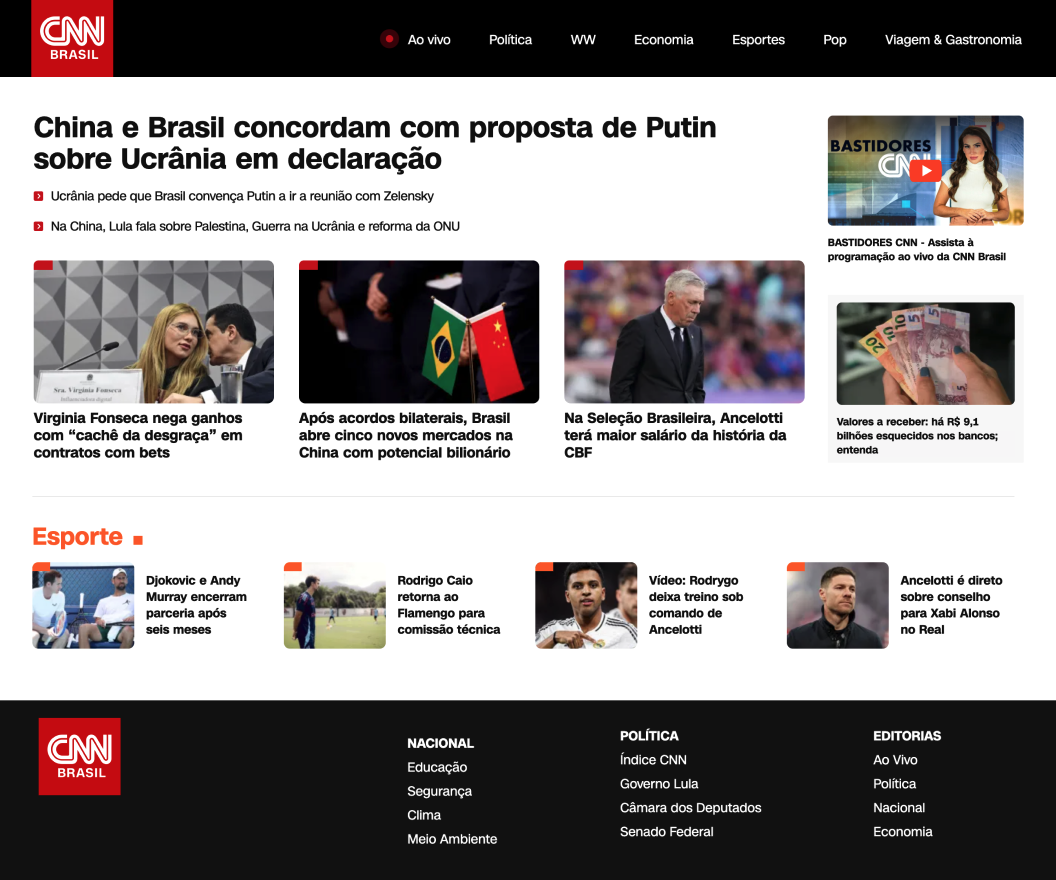 CNN
BRASIL
Ao vivo
Política
WW
Economia
Esportes
Pop
Viagem & Gastronomia
China e Brasil concordam com proposta de Putin
sobre Ucrânia em declaração
Ucrânia pede que Brasil convença Putin a ir a reunião com Zelensky
Na China, Lula fala sobre Palestina, Guerra na Ucrânia e reforma da ONU
Sra. Virginia Fonseca
Influenciadora digital
Virginia Fonseca nega ganhos
com “cachê da desgraça” em
contratos com bets
Após acordos bilaterais, Brasil
abre cinco novos mercados na
China com potencial bilionário
Na Seleção Brasileira, Ancelotti
terá maior salário da história da
CBF
BASTIDORES
CNN
BASTIDORES CNN - Assista à
programação ao vivo da CNN Brasil
20
10
5
5
Valores a receber: há R$ 9,1
bilhões esquecidos nos bancos;
entenda
Esporte
Djokovic e Andy
Murray encerram
parceria após
seis meses
Rodrigo Caio
retorna ao
Flamengo para
comissão técnica
Vídeo: Rodrygo
deixa treino sob
comando de
Ancelotti
Ancelotti é direto
sobre conselho
para Xabi Alonso
no Real
CNN
BRASIL
NACIONAL
Educação
Segurança
Clima
Meio Ambiente
POLÍTICA
Índice CNN
Governo Lula
Câmara dos Deputados
Senado Federal
EDITORIAS
Ao Vivo
Política
Nacional
Economia